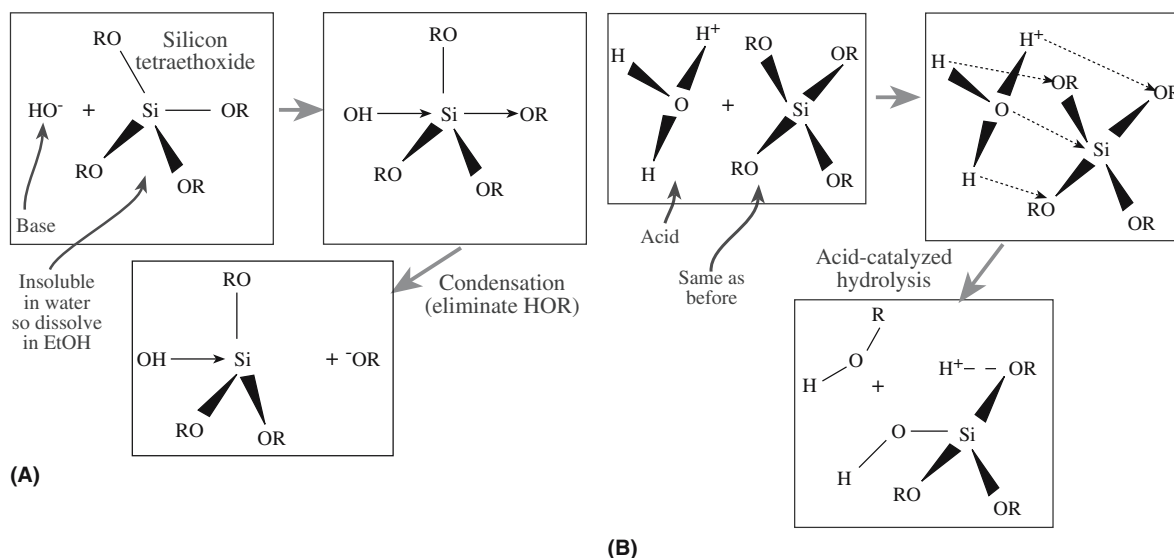 RO
Silicon
tetraethoxide
HO⁻ + Si OR
RO OR
Base
Insoluble
in water
so dissolve
in EtOH
RO
OH Si OR
RO
OR
Condensation
(eliminate HOR)
RO
OH Si + ⁻OR
RO OR
(A)
H H⁺
O
H
+
RO OR
Si
RO
OR
Acid
Same as
before
H⁺
H
OR OR
O
Si
H
RO
OR
Acid-catalyzed
hydrolysis
R
O
H +
H⁺– – OR
O Si
H
RO
OR
(B)